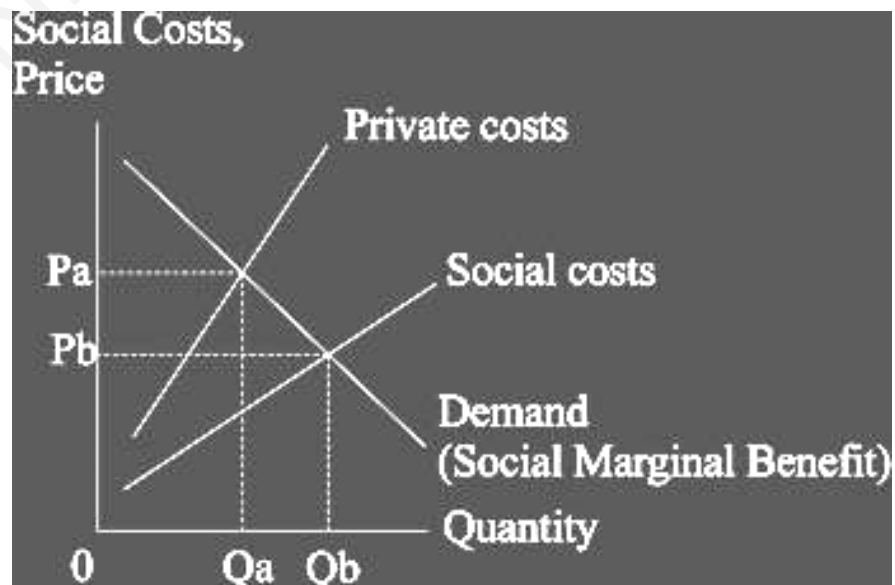 Social Costs,
Price
Private costs
Pa
Social costs
Pb
Demand
(Social Marginal Benefit)
Quantity
0
Qa
Qb